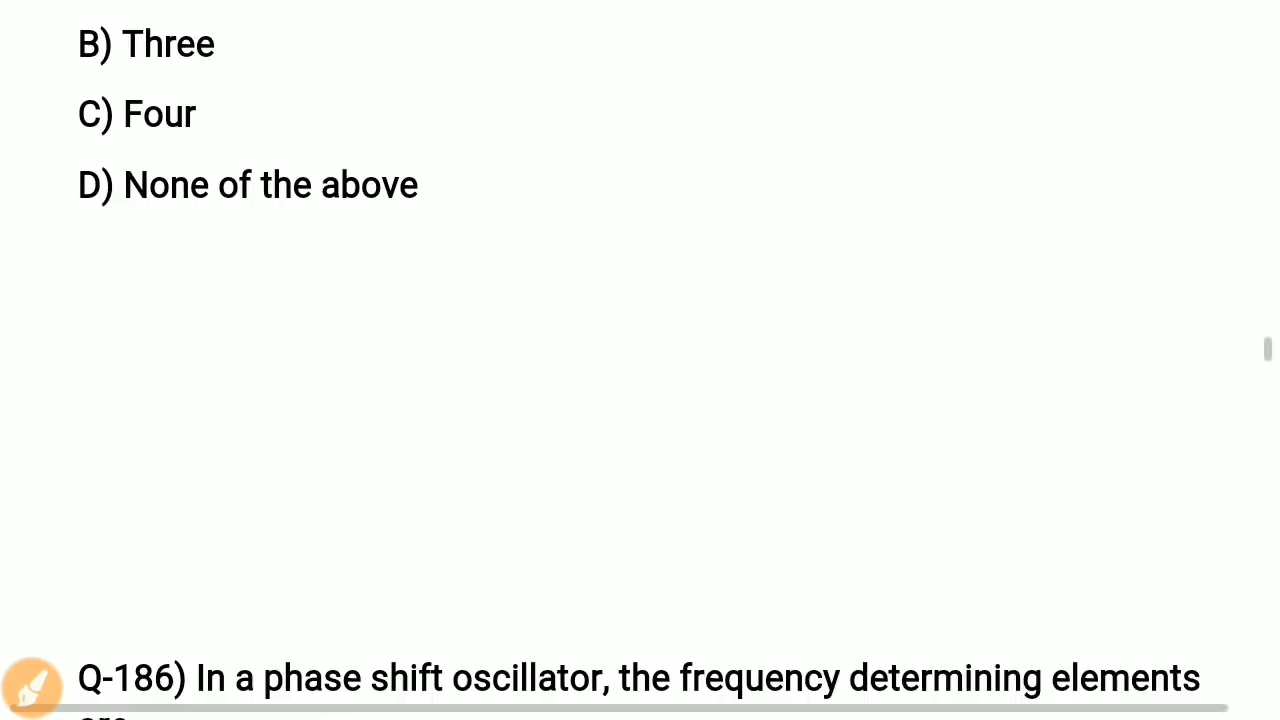 B) Three
C) Four
D) None of the above
Q-186) In a phase shift oscillator, the frequency determining elements